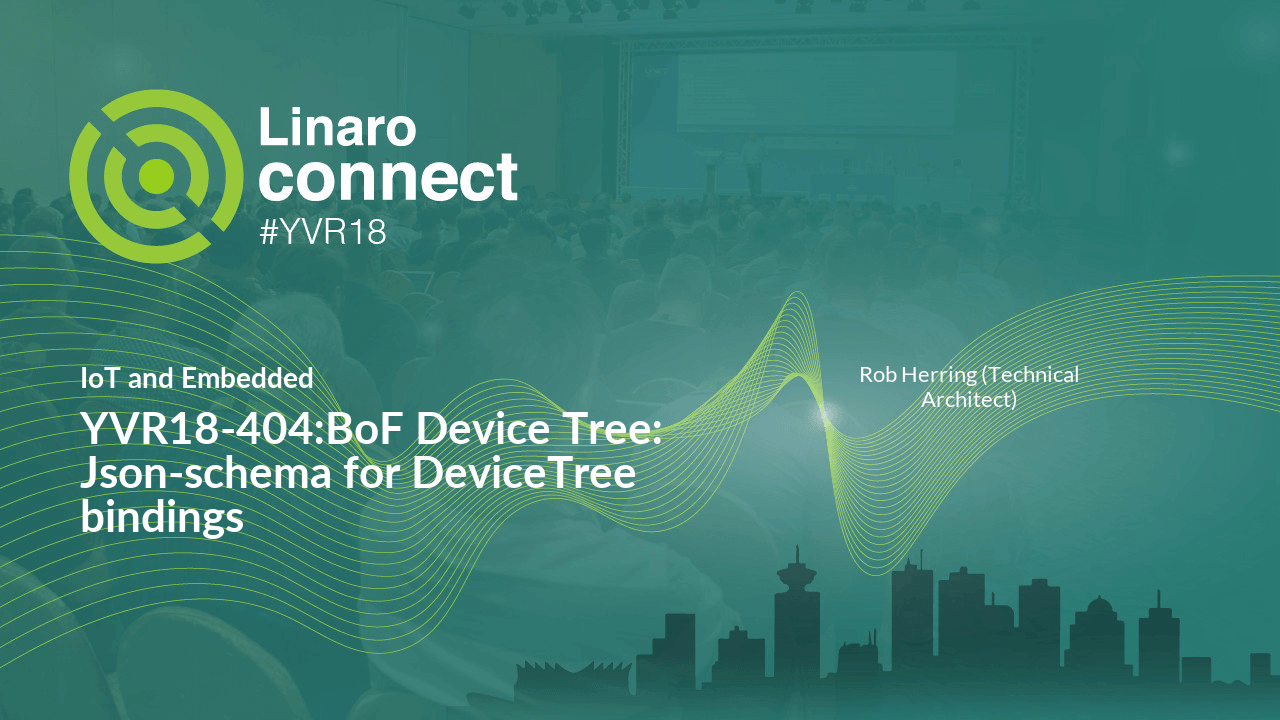 Linaro
connect
#YVR18
IoT and Embedded
YVR18-404:BoF Device Tree:
Json-schema for DeviceTree
bindings
Rob Herring (Technical
Architect)